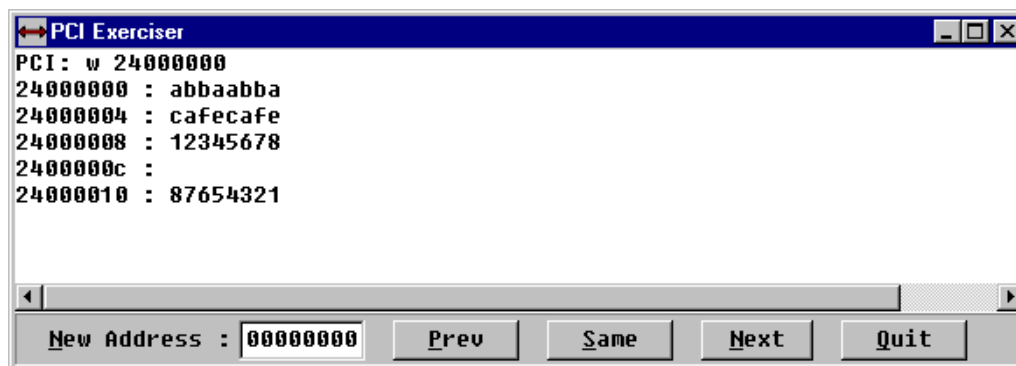 PCI Exerciser
PCI: w 24000000
24000000 : abbaabba
24000004 : cafecafe
24000008 : 12345678
2400000c :
24000010 : 87654321
New Address : 00000000 Prev Same Next Quit